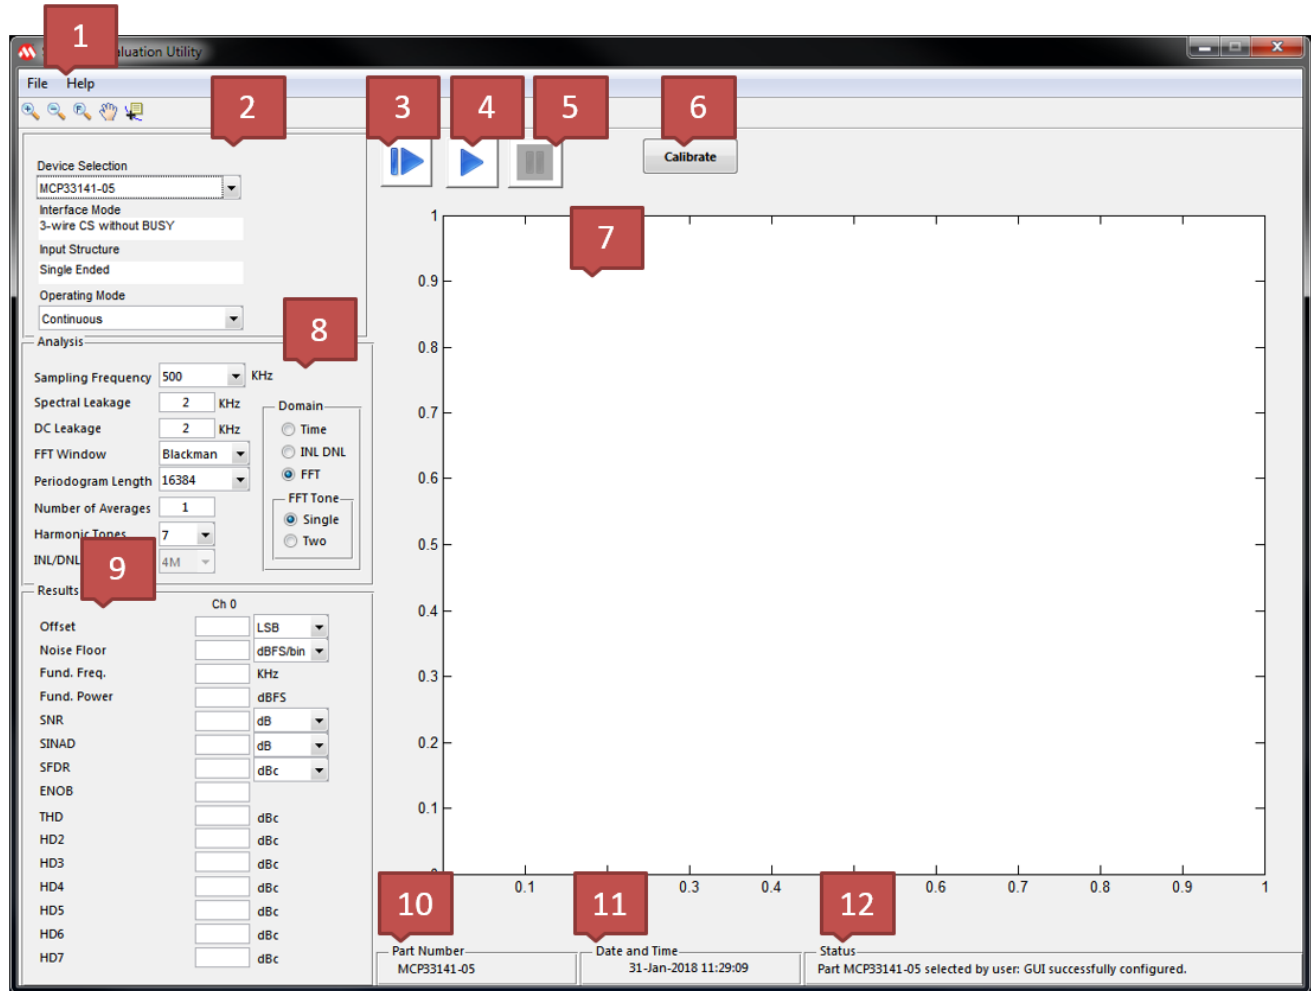 1
aluation Utility
File Help
2
3
4
5
6
Calibrate
Device Selection
MCP33141-05
Interface Mode
3-wire CS without BUSY
Input Structure
Single Ended
Operating Mode
Continuous
8
Analysis
Sampling Frequency 500 KHz
Spectral Leakage 2 KHz
DC Leakage 2 KHz
FFT Window Blackman
Periodogram Length 16384
Number of Averages 1
Harmonic Tones 7
INL/DNL 4M
Domain
Time
INL DNL
FFT
FFT Tone
Single
Two
9
Results
Ch 0
Offset LSB
Noise Floor dBFS/bin
Fund. Freq. KHz
Fund. Power dBFS
SNR dB
SINAD dB
SFDR dBc
ENOB
THD dBc
HD2 dBc
HD3 dBc
HD4 dBc
HD5 dBc
HD6 dBc
HD7 dBc
7
1
0.9
0.8
0.7
0.6
0.5
0.4
0.3
0.2
0.1
0.1 0.3 0.4 0.6 0.7 0.8 0.9 1
10
11
12
Part Number
MCP33141-05
Date and Time
31-Jan-2018 11:29:09
Status
Part MCP33141-05 selected by user: GUI successfully configured.